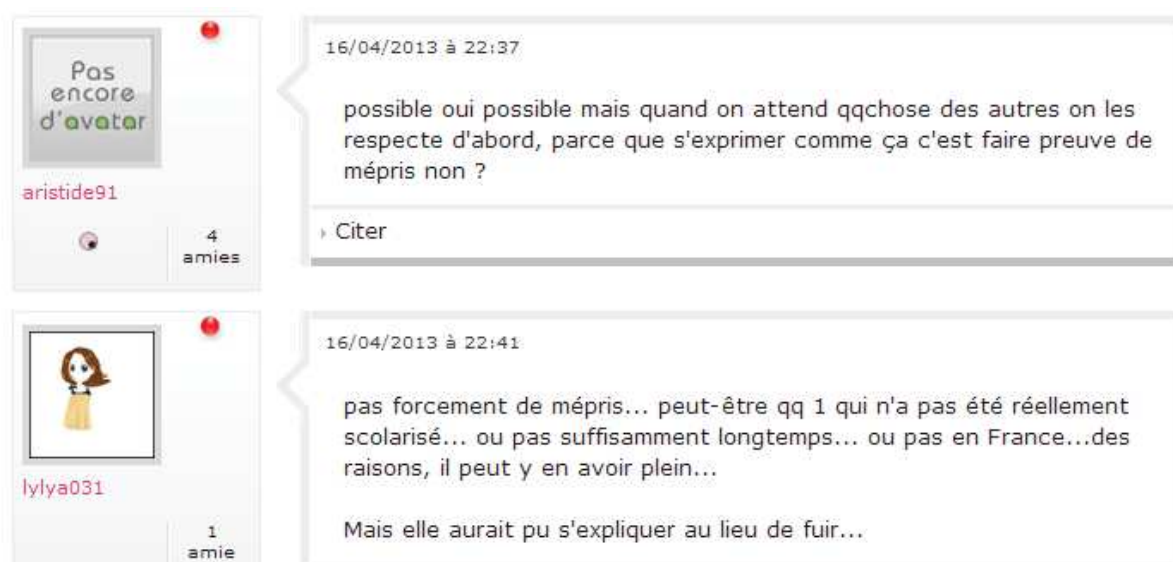 Pas
encore
d'avatar
aristide91
4
amies
16/04/2013 à 22:37
possible oui possible mais quand on attend qqchose des autres on les
respecte d'abord, parce que s'exprimer comme ça c'est faire preuve de
mépris non ?
Citer
lylya031
1
amie
16/04/2013 à 22:41
pas forcement de mépris... peut-être qq 1 qui n'a pas été réellement
scolarisé... ou pas suffisamment longtemps... ou pas en France...des
raisons, il peut y en avoir plein...
Mais elle aurait pu s'expliquer au lieu de fuir...